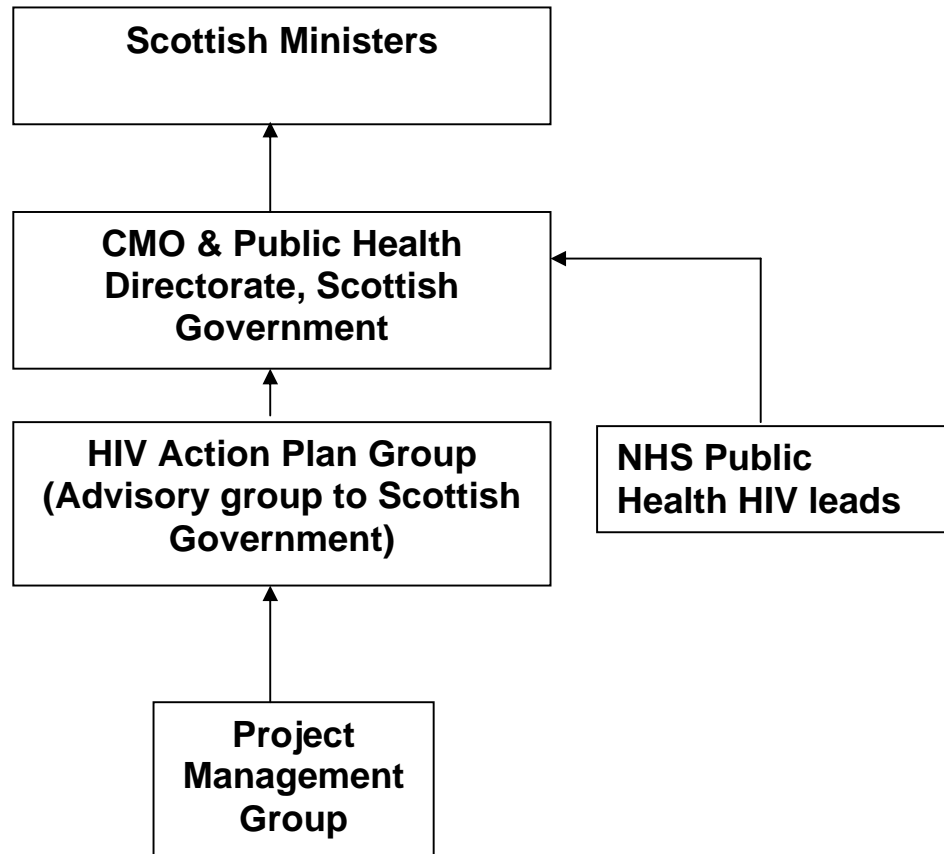 Scottish Ministers
CMO & Public Health
Directorate, Scottish
Government
HIV Action Plan Group
(Advisory group to Scottish
Government)
NHS Public
Health HIV leads
Project
Management
Group